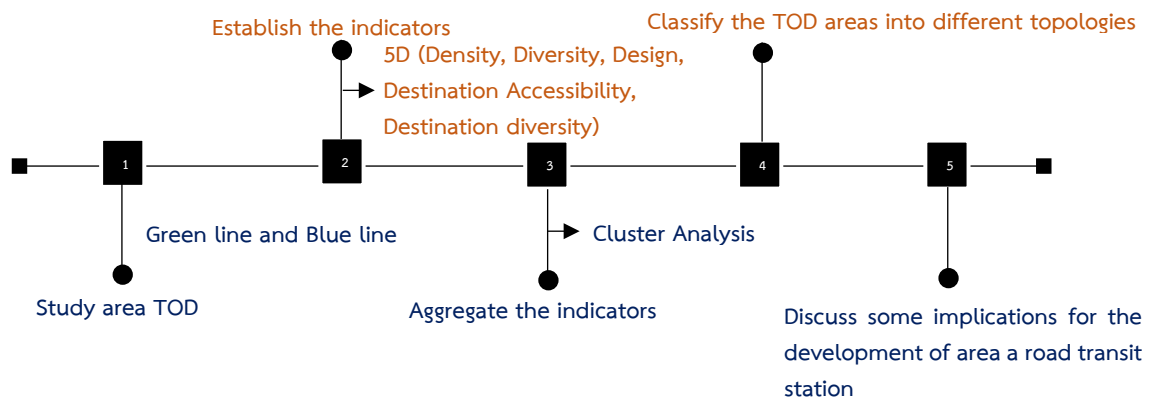 Establish the indicators
5D (Density, Diversity, Design,
Destination Accessibility,
Destination diversity)
Classify the TOD areas into different topologies
1
2
3
4
5
Green line and Blue line
Study area TOD
Cluster Analysis
Aggregate the indicators
Discuss some implications for the
development of area a road transit
station